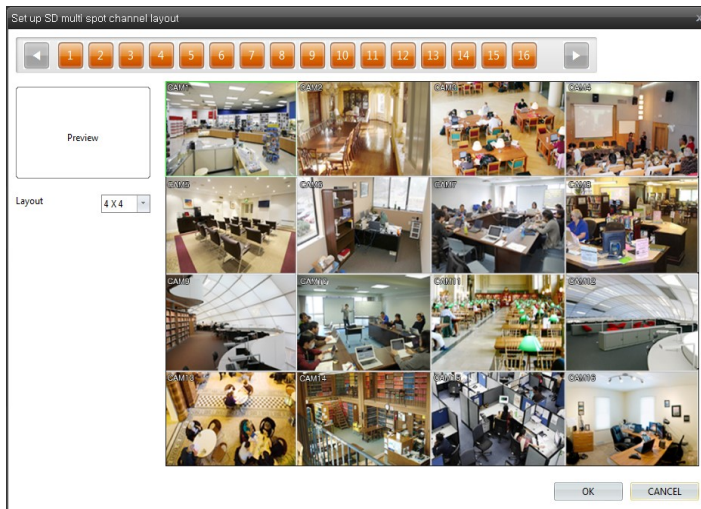 Set up SD multi spot channel layout
1 2 3 4 5 6 7 8 9 10 11 12 13 14 15 16
Preview
Layout 4 X 4
CAM1 CAM2 CAM3 CAM4
CAM5 CAM6 CAM7 CAM8
CAM9 CAM10 CAM11 CAM12
CAM13 CAM14 CAM15 CAM16
OK CANCEL